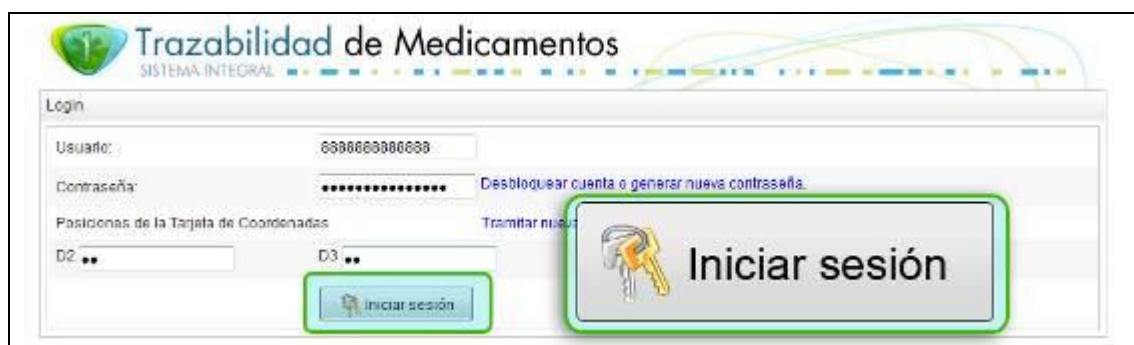 Trazabilidad de Medicamentos
SISTEMA INTEGRAL
Login
Usuario: 8888888888888
Contraseña: ••••••••••••••• Desbloquear cuenta o generar nueva contraseña.
Posiciones de la Tarjeta de Coordenadas Tramitar
D2 •• D3 ••
Iniciar sesión
Iniciar sesión